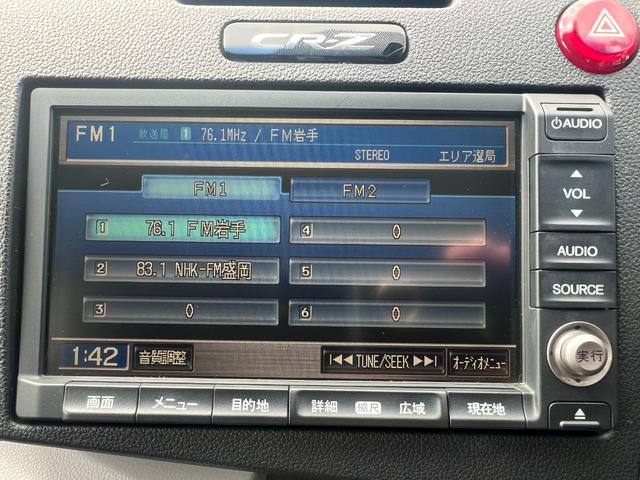 CR-Z
FM1 放送局 1 76.1MHz / FM岩手
STEREO エリア選局
FM1 FM2
1 76.1 FM岩手
4 0
2 83.1 NHK-FM盛岡
5 0
3 0
6 0
1:42 音質調整 TUNE/SEEK オーディオメニュー
画面 メニュー 目的地 詳細 縮尺 広域 現在地
AUDIO
VOL
AUDIO
SOURCE
実行